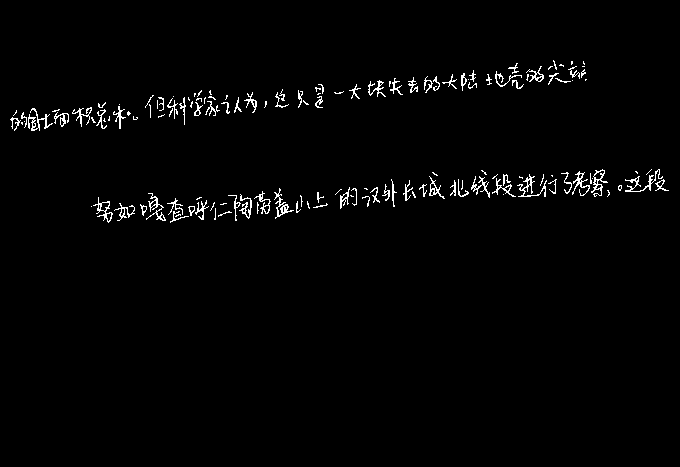 的国土面积总和。但科学家认为，这只是一大块失去的大陆地壳的尖端
努如嘎查呼仁陶勒盖山上的汉外长城北线段进行了考察。这段